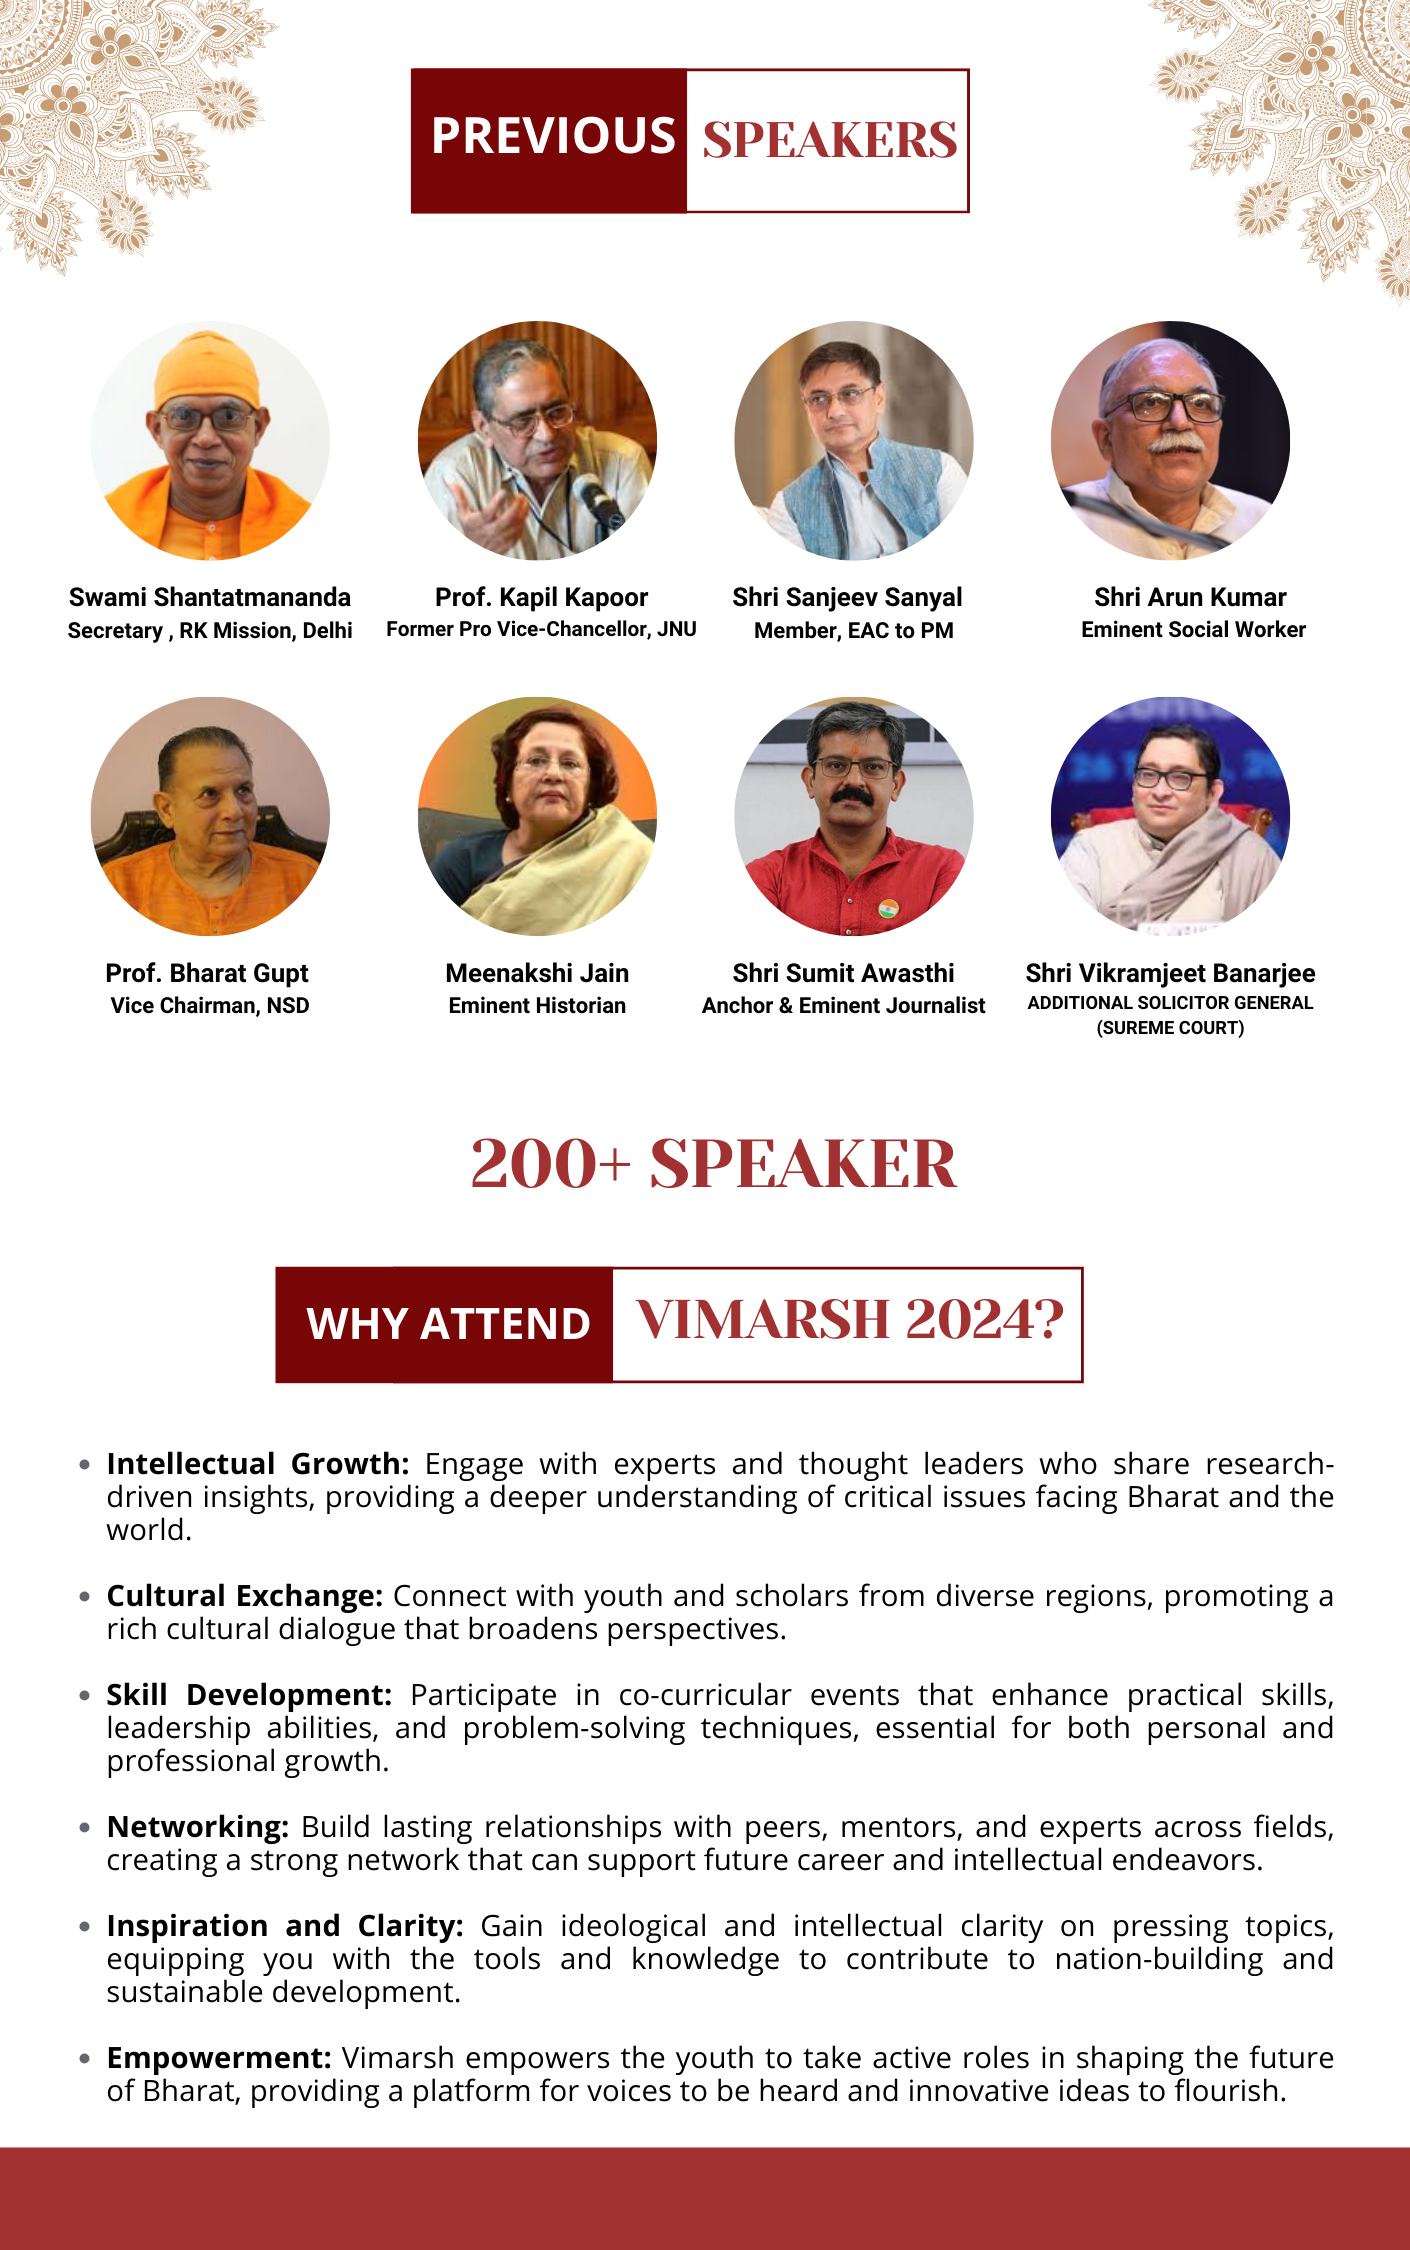 PREVIOUS SPEAKERS
Swami Shantatmananda
Secretary , RK Mission, Delhi
Prof. Kapil Kapoor
Former Pro Vice-Chancellor, JNU
Shri Sanjeev Sanyal
Member, EAC to PM
Shri Arun Kumar
Eminent Social Worker
Prof. Bharat Gupt
Vice Chairman, NSD
Meenakshi Jain
Eminent Historian
Shri Sumit Awasthi
Anchor & Eminent Journalist
Shri Vikramjeet Banarjee
ADDITIONAL SOLICITOR GENERAL
(SUREME COURT)
200+ SPEAKER
WHY ATTEND VIMARSH 2024?
• Intellectual Growth: Engage with experts and thought leaders who share research-
driven insights, providing a deeper understanding of critical issues facing Bharat and the
world.
• Cultural Exchange: Connect with youth and scholars from diverse regions, promoting a
rich cultural dialogue that broadens perspectives.
• Skill Development: Participate in co-curricular events that enhance practical skills,
leadership abilities, and problem-solving techniques, essential for both personal and
professional growth.
• Networking: Build lasting relationships with peers, mentors, and experts across fields,
creating a strong network that can support future career and intellectual endeavors.
• Inspiration and Clarity: Gain ideological and intellectual clarity on pressing topics,
equipping you with the tools and knowledge to contribute to nation-building and
sustainable development.
• Empowerment: Vimarsh empowers the youth to take active roles in shaping the future
of Bharat, providing a platform for voices to be heard and innovative ideas to flourish.